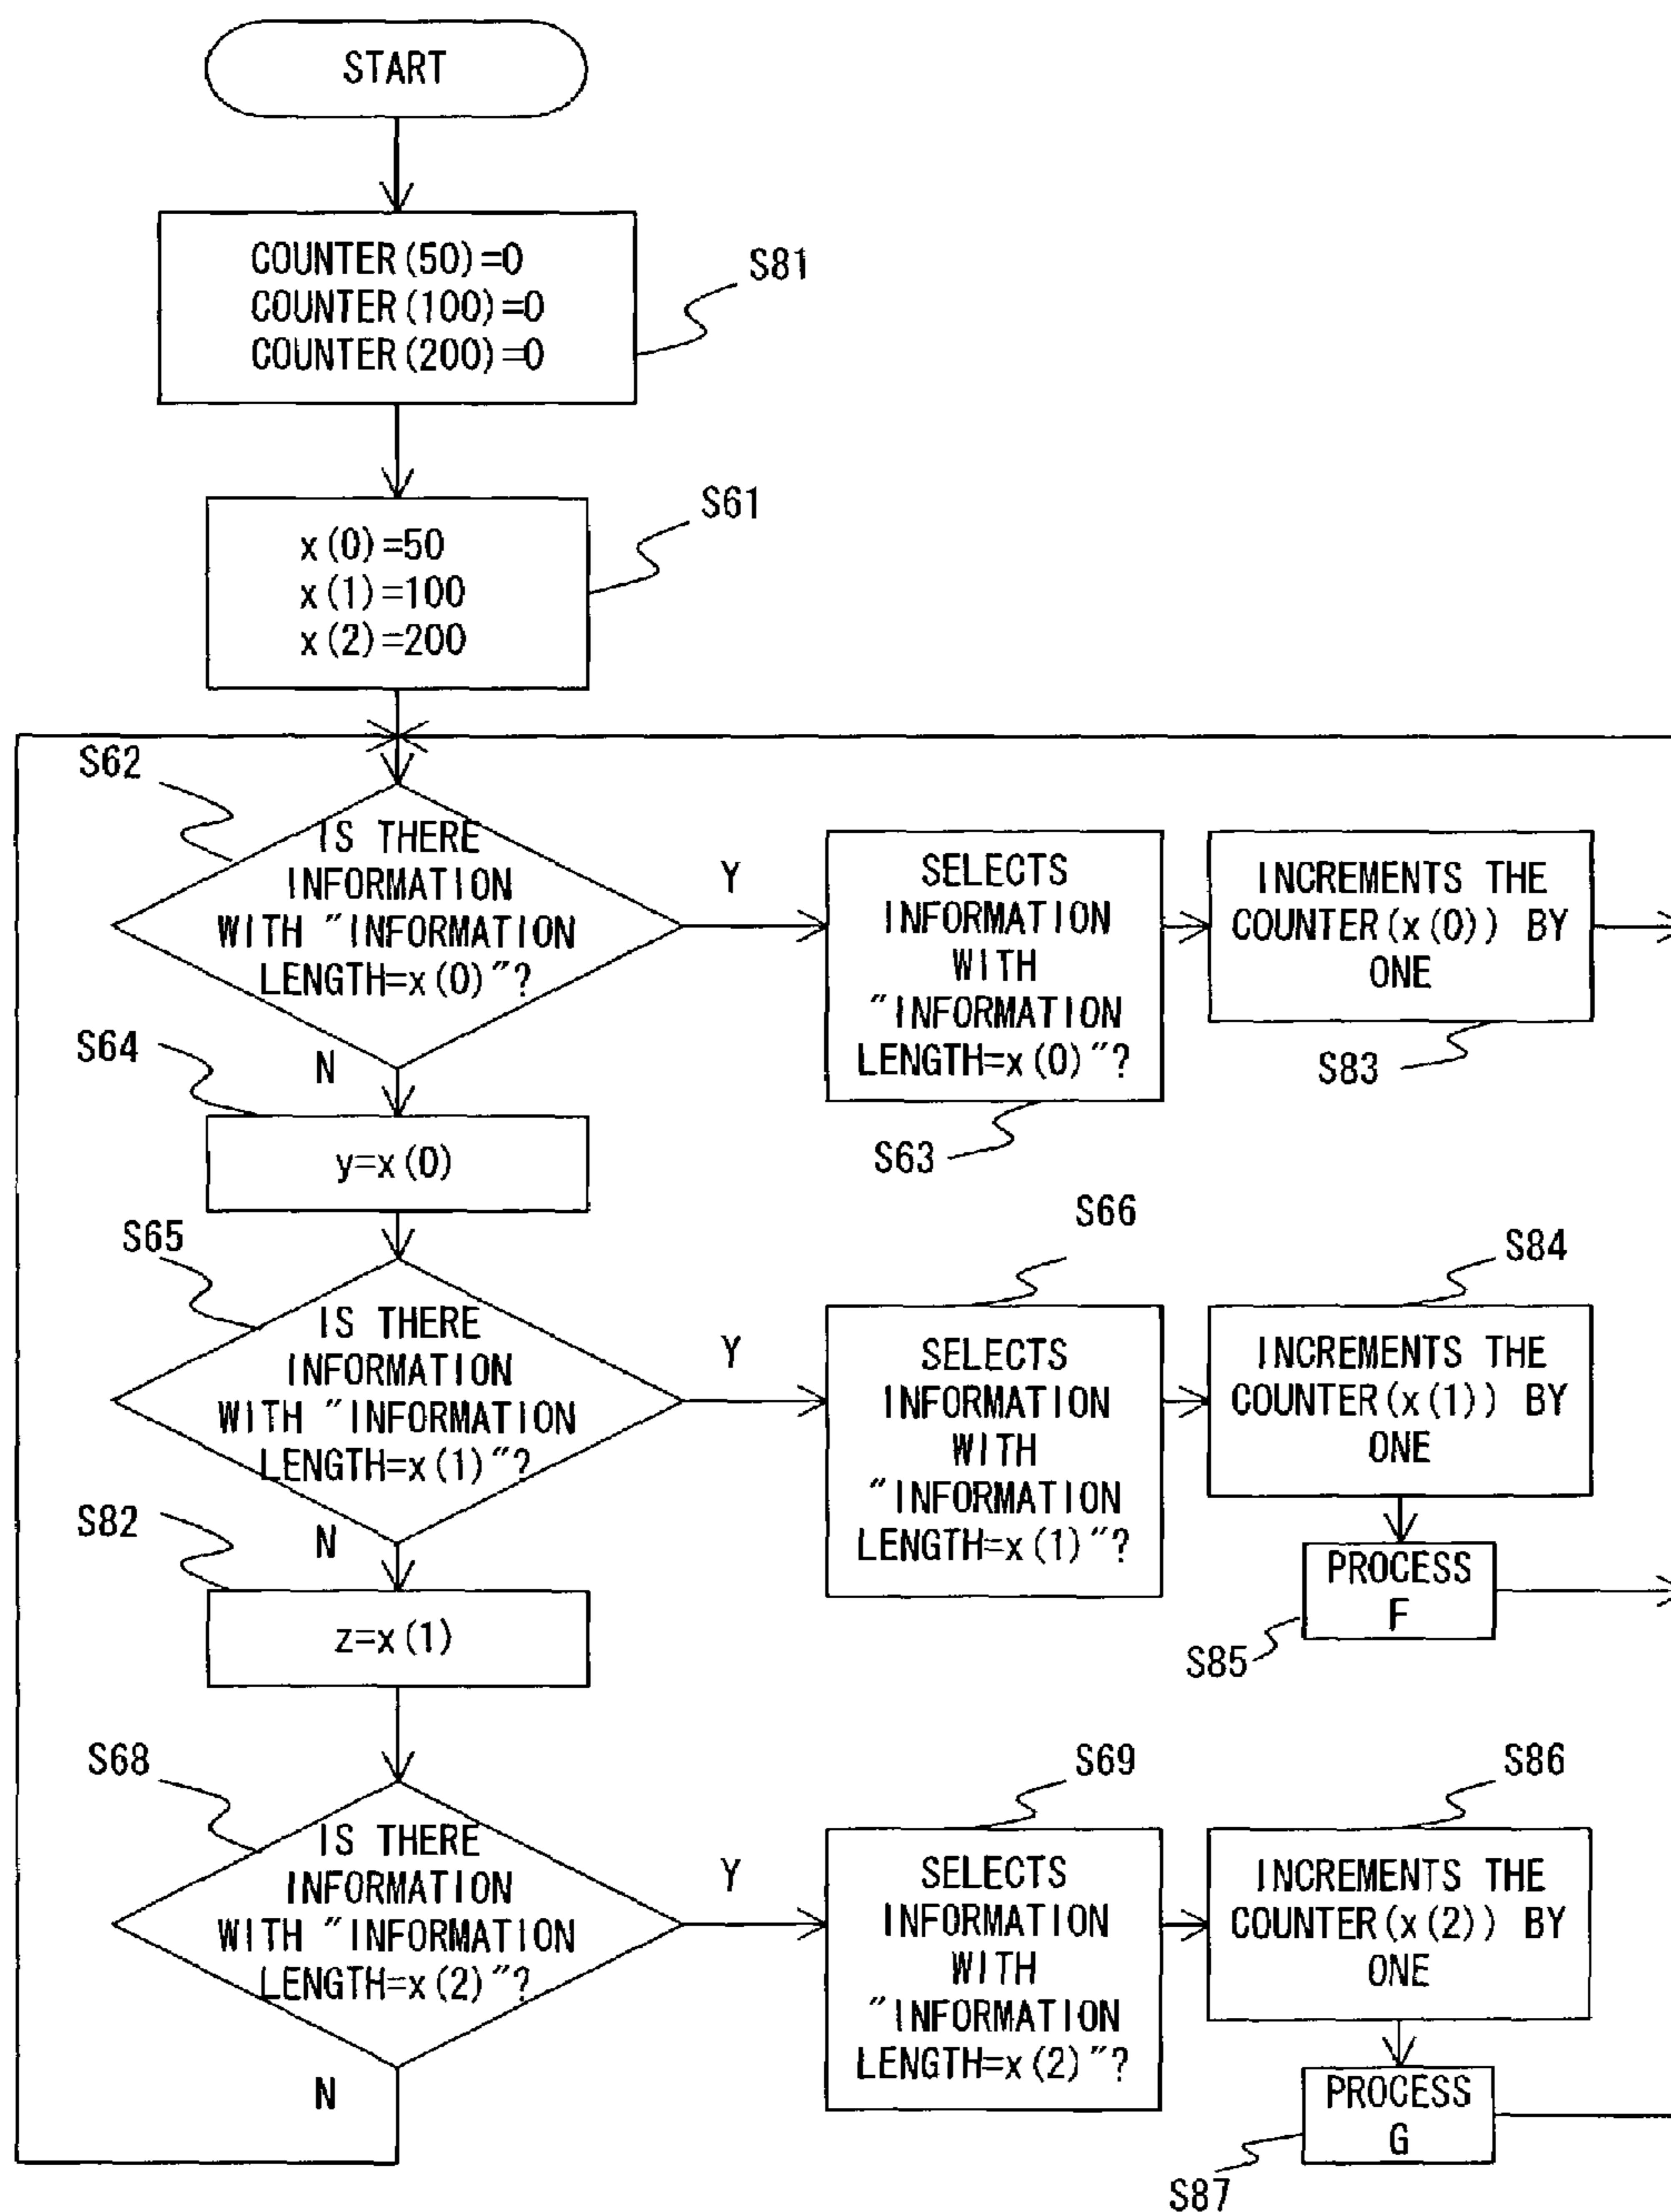 START
COUNTER(50)=0
COUNTER(100)=0
COUNTER(200)=0
S81
x(0)=50
x(1)=100
x(2)=200
S61
S62
IS THERE
INFORMATION
WITH "INFORMATION
LENGTH=x(0)"?
Y
N
SELECTS
INFORMATION
WITH
"INFORMATION
LENGTH=x(0)"?
S63
INCREMENTS THE
COUNTER(x(0)) BY
ONE
S83
S64
y=x(0)
S65
IS THERE
INFORMATION
WITH "INFORMATION
LENGTH=x(1)"?
Y
N
S66
SELECTS
INFORMATION
WITH
"INFORMATION
LENGTH=x(1)"?
S84
INCREMENTS THE
COUNTER(x(1)) BY
ONE
PROCESS
F
S85
S82
z=x(1)
S68
IS THERE
INFORMATION
WITH "INFORMATION
LENGTH=x(2)"?
Y
N
S69
SELECTS
INFORMATION
WITH
"INFORMATION
LENGTH=x(2)"?
S86
INCREMENTS THE
COUNTER(x(2)) BY
ONE
PROCESS
G
S87